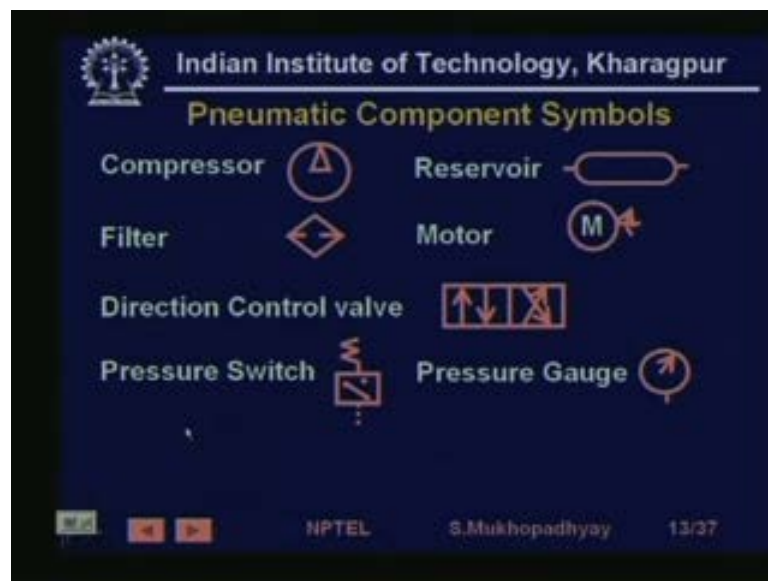 Indian Institute of Technology, Kharagpur
Pneumatic Component Symbols
Compressor Reservoir
Filter Motor M
Direction Control valve
Pressure Switch Pressure Gauge
NPTEL S.Mukhopadhyay 13/37